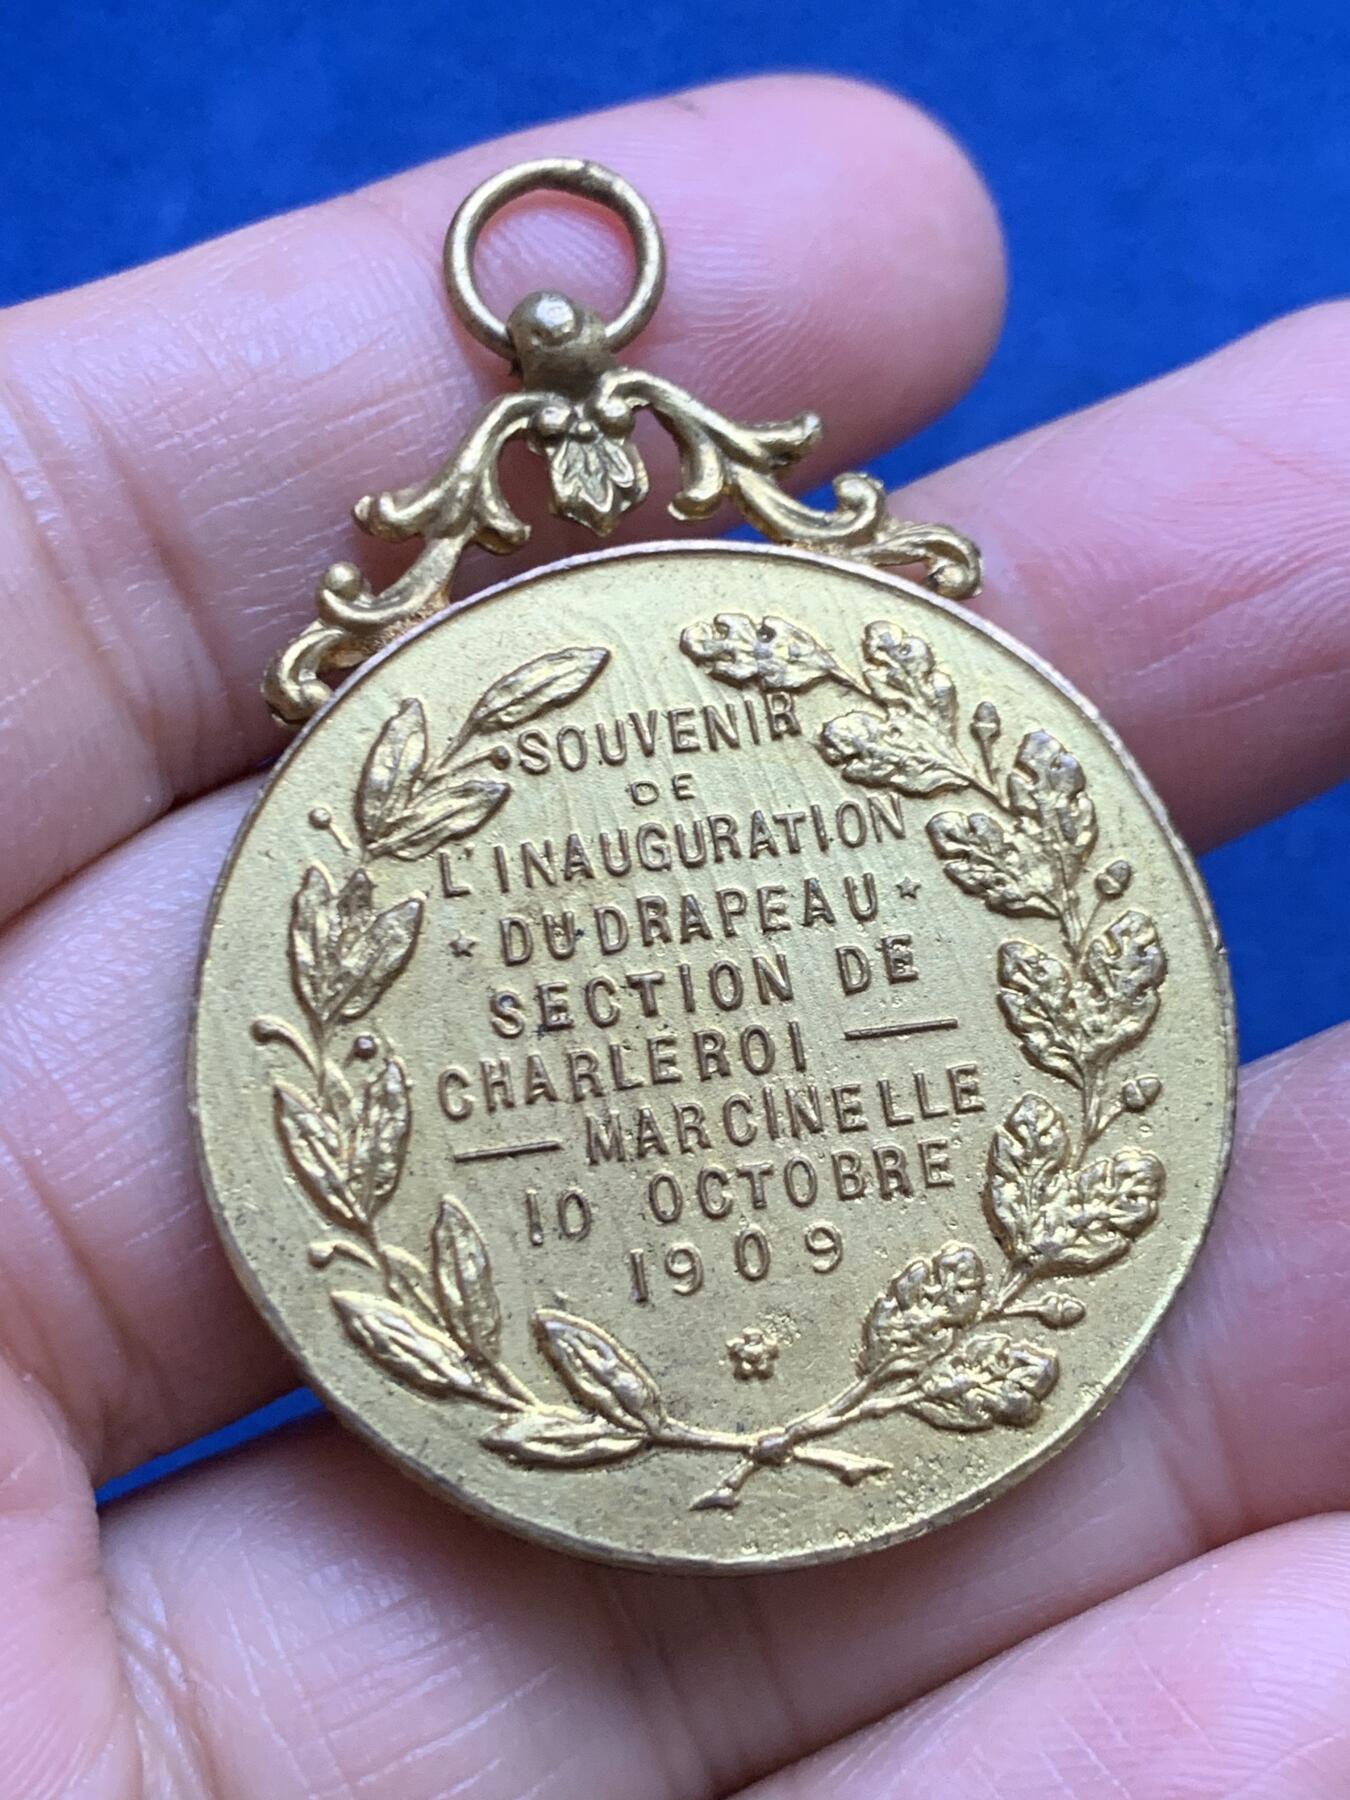 SOUVENIR
DE
L'INAUGURATION
* DU DRAPEAU *
SECTION DE
CHARLEROI —
— MARCINELLE
10 OCTOBRE
1909